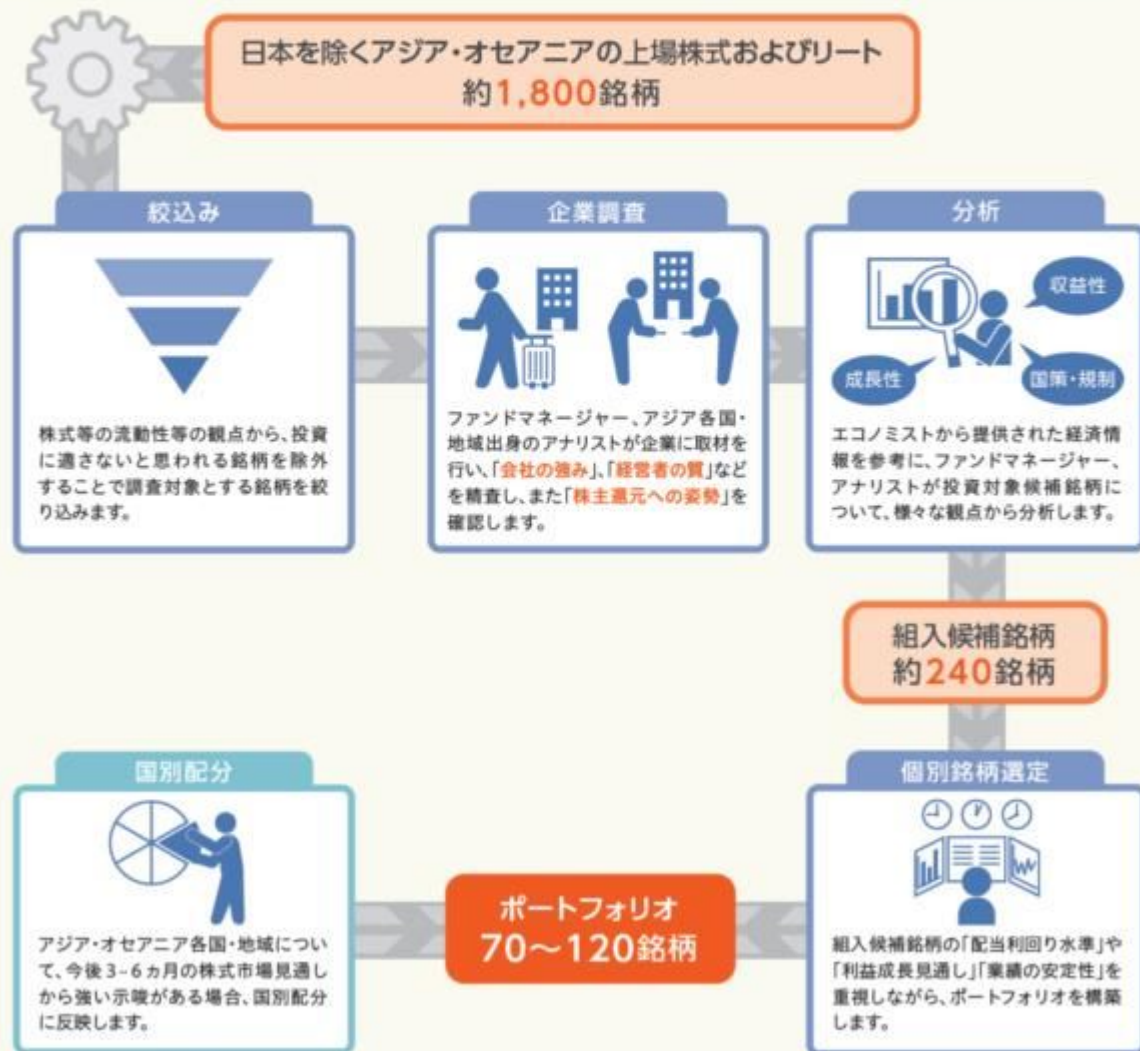 日本を除くアジア・オセアニアの上場株式およびリート
約1,800銘柄
絞込み
株式等の流動性等の観点から、投資
に適さないと思われる銘柄を除外
することで調査対象とする銘柄を絞
り込みます。
企業調査
ファンドマネージャー、アジア各国・
地域出身のアナリストが企業に取材を
行い、「会社の強み」、「経営者の質」など
を精査し、また「株主還元への姿勢」を
確認します。
分析
収益性
成長性
国策・規制
エコノミストから提供された経済情
報を参考に、ファンドマネージャー、
アナリストが投資対象候補銘柄に
ついて、様々な観点から分析します。
組入候補銘柄
約240銘柄
個別銘柄選定
組入候補銘柄の「配当利回り水準」や
「利益成長見通し」「業績の安定性」を
重視しながら、ポートフォリオを構築
します。
ポートフォリオ
70〜120銘柄
国別配分
アジア・オセアニア各国・地域につい
て、今後3-6ヵ月の株式市場見通し
から強い示唆がある場合、国別配分
に反映します。